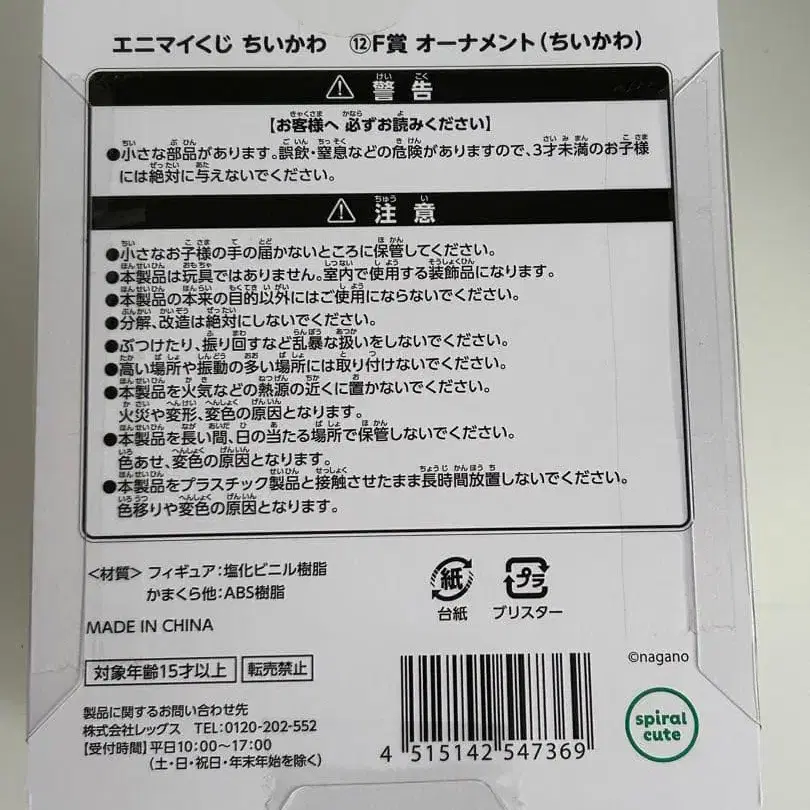 エニマイくじ ちいかわ ⑫F賞 オーナメント(ちいかわ)
⚠ 警告
【お客様へ 必ずお読みください】
●小さな部品があります。誤飲・窒息などの危険がありますので、3才未満のお子様
には絶対に与えないでください。
⚠ 注意
●小さなお子様の手の届かないところに保管してください。
●本製品は玩具ではありません。室内で使用する装飾品になります。
●本製品の本来の目的以外にはご使用にならないでください。
●分解、改造は絶対にしないでください。
●ぶつけたり、振り回すなど乱暴な扱いをしないでください。
●高い場所や振動の多い場所には取り付けないでください。
●本製品を火気などの熱源の近くに置かないでください。
火災や変形、変色の原因となります。
●本製品を長い間、日の当たる場所で保管しないでください。
色あせ、変色の原因となります。
●本製品をプラスチック製品と接触させたまま長時間放置しないでください。
色移りや変色の原因となります。
<材質> フィギュア:塩化ビニル樹脂
かまくら他:ABS樹脂
紙
台紙
プラ
ブリスター
MADE IN CHINA
対象年齢15才以上 転売禁止
©nagano
製品に関するお問い合わせ先
株式会社レッグス TEL:0120-202-552
【受付時間】平日10:00~17:00
(土・日・祝日・年末年始を除く)
4 515142 547369
spiral
cute